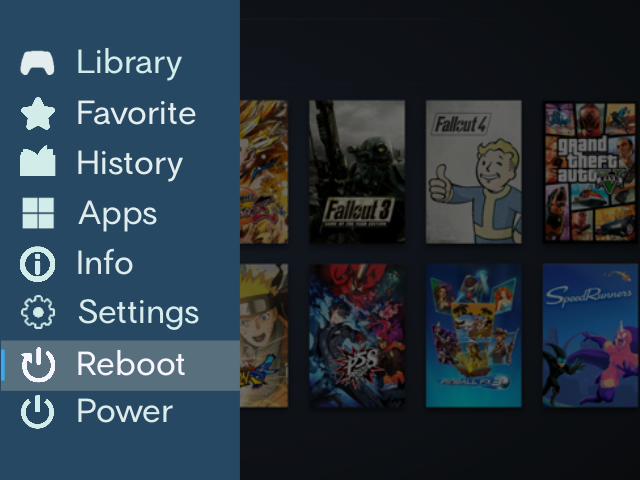 Library
Favorite
History
Apps
Info
Settings
Reboot
Power
Fallout 3
GAME OF THE YEAR EDITION
Fallout 4
grand
theft
auto V
P5S
PINBALL FX3
SpeedRunners